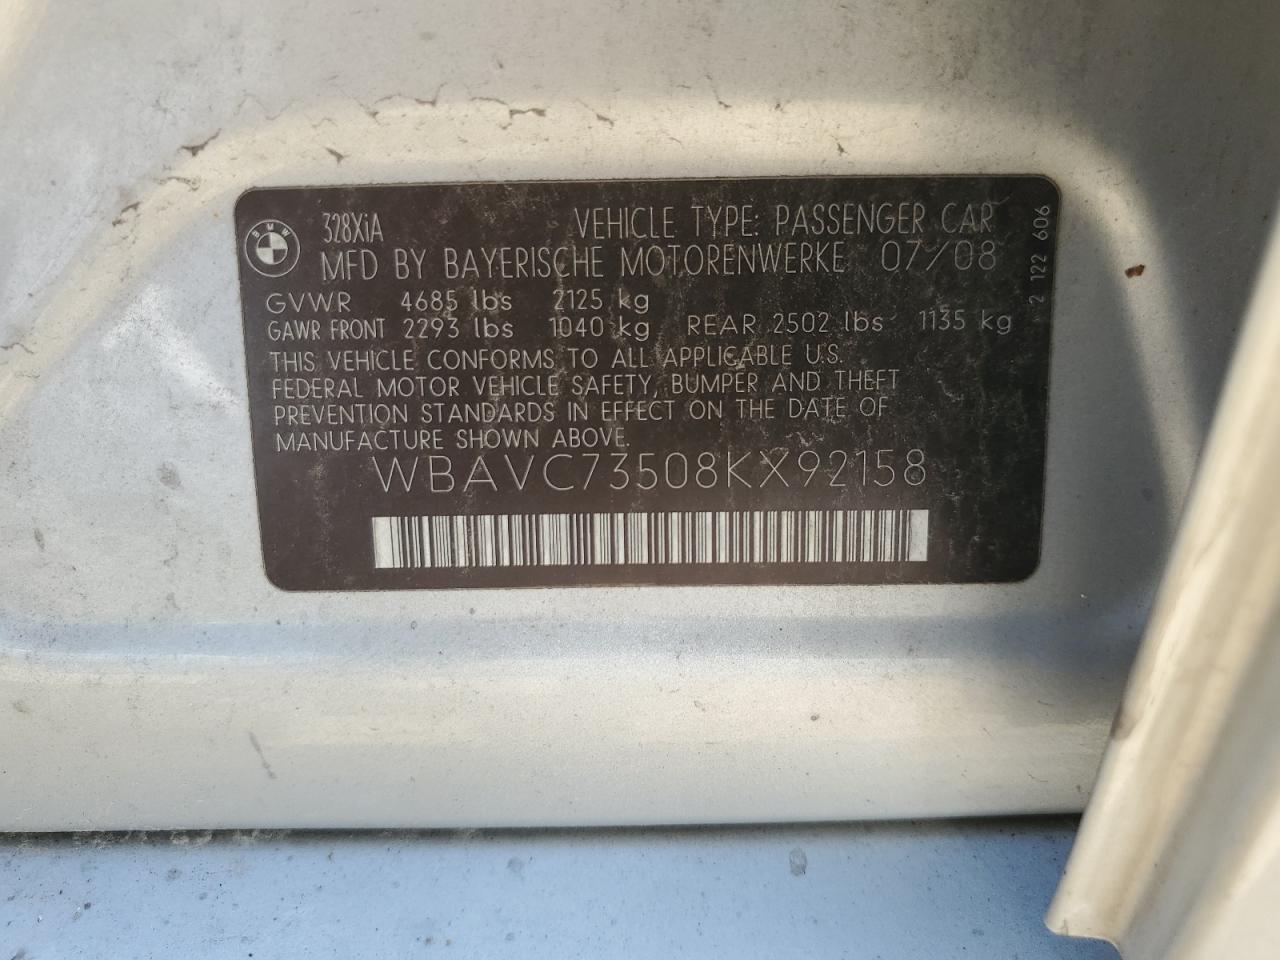 BMW
328XiA VEHICLE TYPE: PASSENGER CAR
MFD BY BAYERISCHE MOTORENWERKE 07/08
GVWR 4685 lbs 2125 kg
GAWR FRONT 2293 lbs 1040 kg REAR 2502 lbs 1135 kg
THIS VEHICLE CONFORMS TO ALL APPLICABLE U.S.
FEDERAL MOTOR VEHICLE SAFETY, BUMPER AND THEFT
PREVENTION STANDARDS IN EFFECT ON THE DATE OF
MANUFACTURE SHOWN ABOVE.
WBAVC73508KX92158
2 122 606